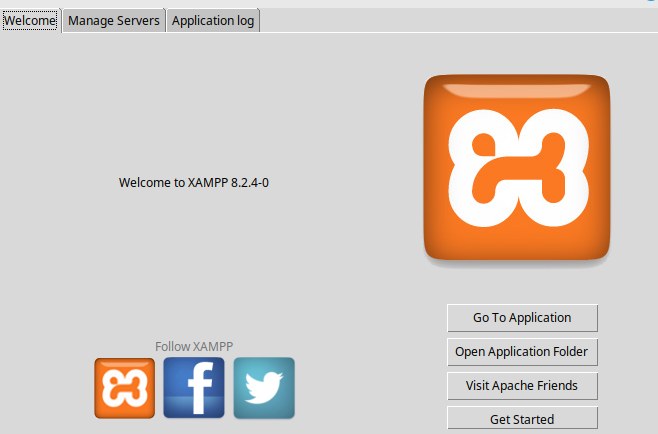 Welcome
Manage Servers
Application log
Welcome to XAMPP 8.2.4-0
Go To Application
Open Application Folder
Visit Apache Friends
Get Started
Follow XAMPP
f